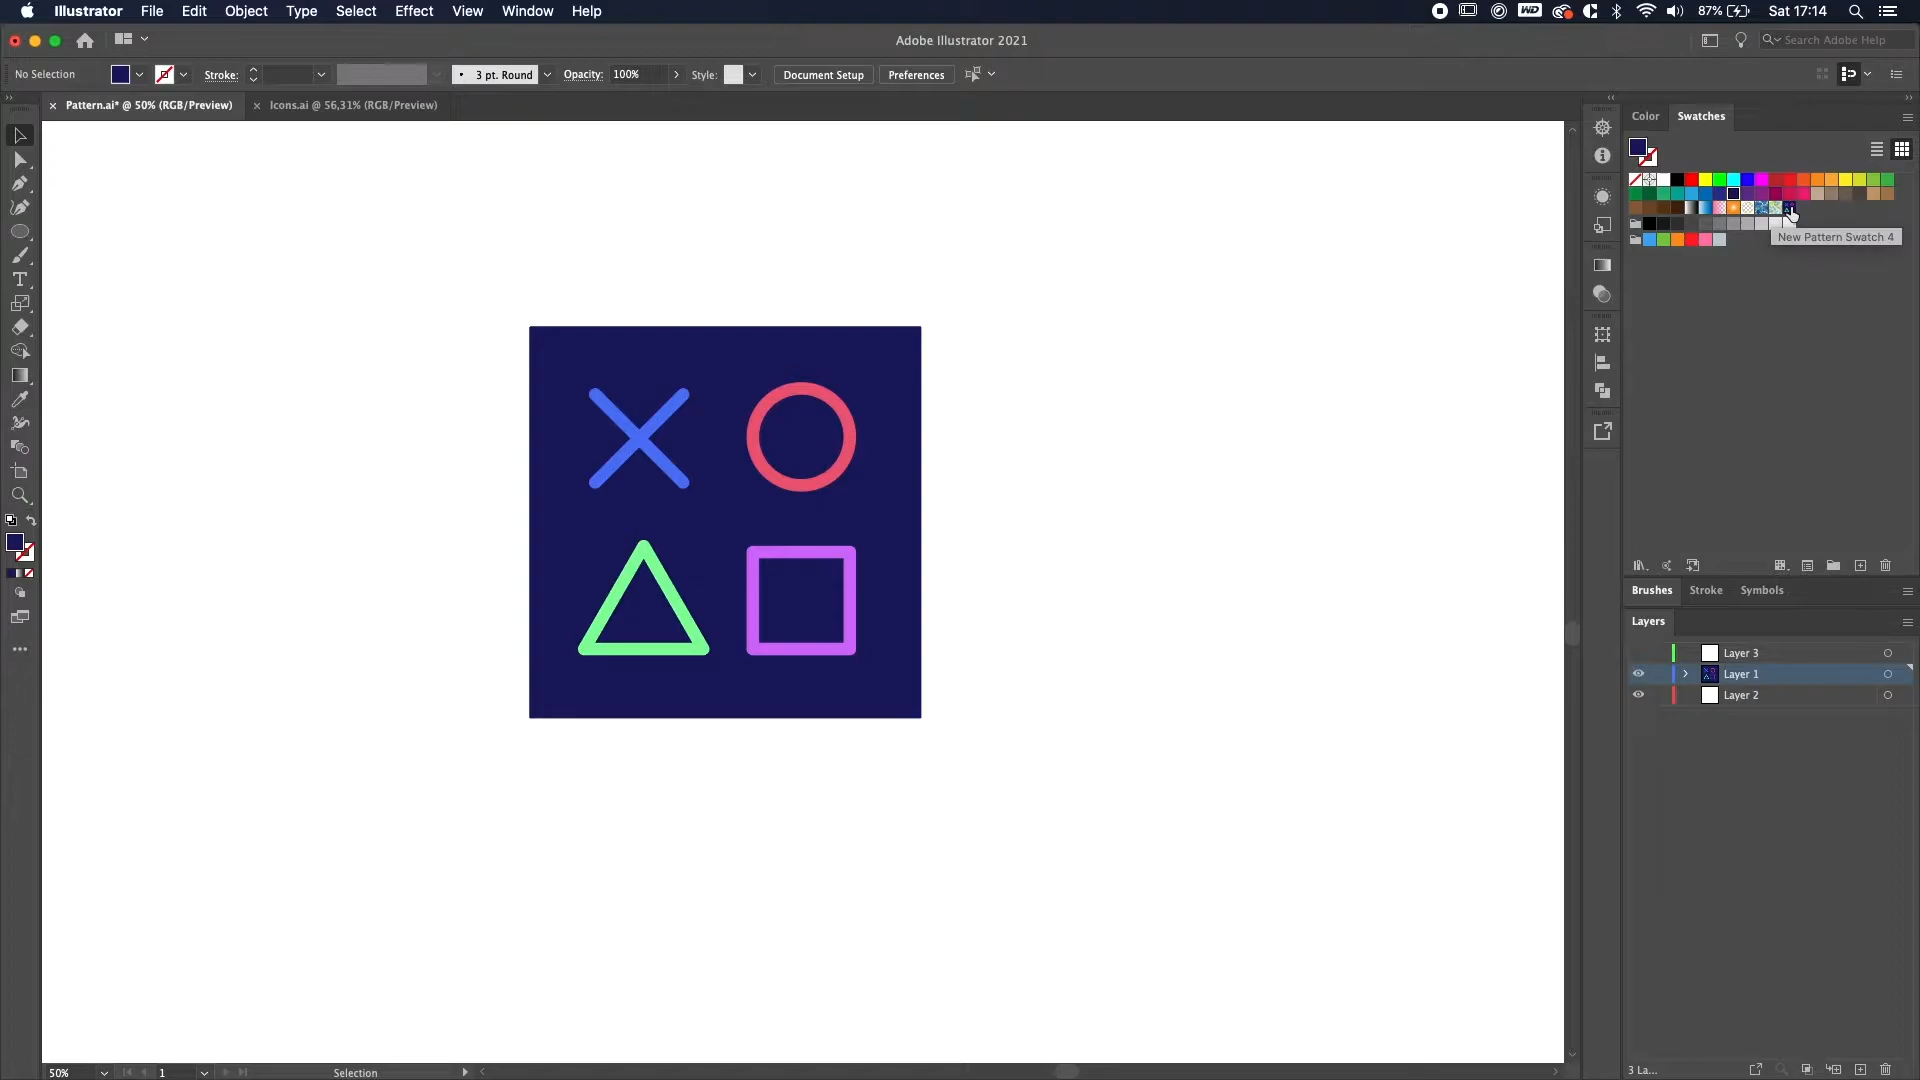 Illustrator File Edit Object Type Select Effect View Window Help
WD 87% Sat 17:14
Adobe Illustrator 2021
Search Adobe Help
No Selection Stroke: 3 pt. Round Opacity: 100% Style: Document Setup Preferences
Pattern.ai* @ 50% (RGB/Preview) Icons.ai @ 56,31% (RGB/Preview)
Color Swatches
New Pattern Swatch 4
Brushes Stroke Symbols
Layers
Layer 3
Layer 1
Layer 2
50% 1 Selection
3 La...